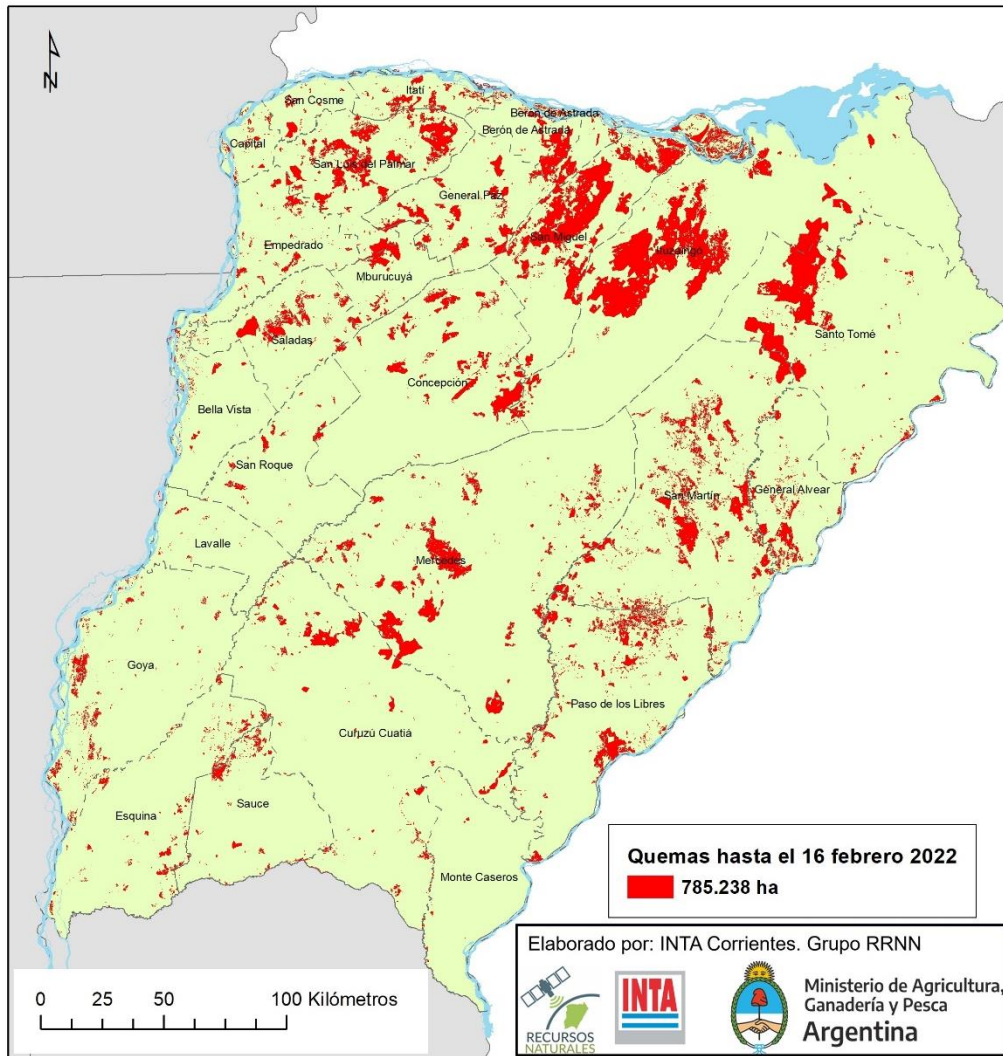 N
Itatí
San Cosme
Berón de Astrada
Berón de Astrada
Capital
San Luis del Palmar
General Paz
San Miguel
Ituzaingó
Empedrado
Mburucuyá
Santo Tomé
Saladas
Concepción
Bella Vista
San Roque
San Martín
General Alvear
Lavalle
Mercedes
Goya
Paso de los Libres
Curuzú Cuatiá
Sauce
Esquina
Monte Caseros
Quemas hasta el 16 febrero 2022
785.238 ha
Elaborado por: INTA Corrientes. Grupo RRNN
0 25 50 100 Kilómetros
RECURSOS
NATURALES
INTA
Ministerio de Agricultura,
Ganadería y Pesca
Argentina